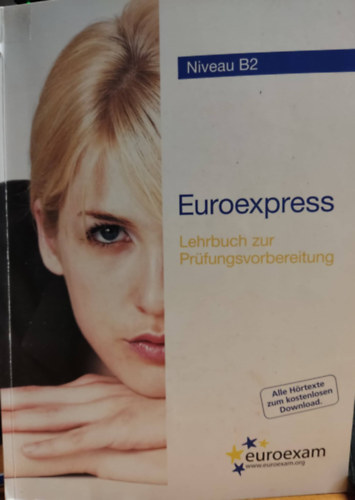 Niveau B2
Euroexpress
Lehrbuch zur
Prüfungsvorbereitung
Alle Hörtexte
zum kostenlosen
Download.
euroexam
www.euroexam.org